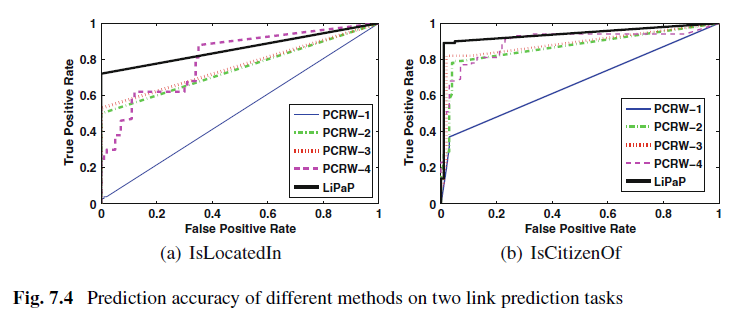 1
0.8
0.6
0.4
0.2
0
True Positive Rate
0 0.2 0.4 0.6 0.8 1
False Positive Rate
PCRW−1
PCRW−2
PCRW−3
PCRW−4
LiPaP
(a) IsLocatedIn
1
0.8
0.6
0.4
0.2
0
True Positive Rate
0 0.2 0.4 0.6 0.8 1
False Positive Rate
PCRW−1
PCRW−2
PCRW−3
PCRW−4
LiPaP
(b) IsCitizenOf
Fig. 7.4 Prediction accuracy of different methods on two link prediction tasks